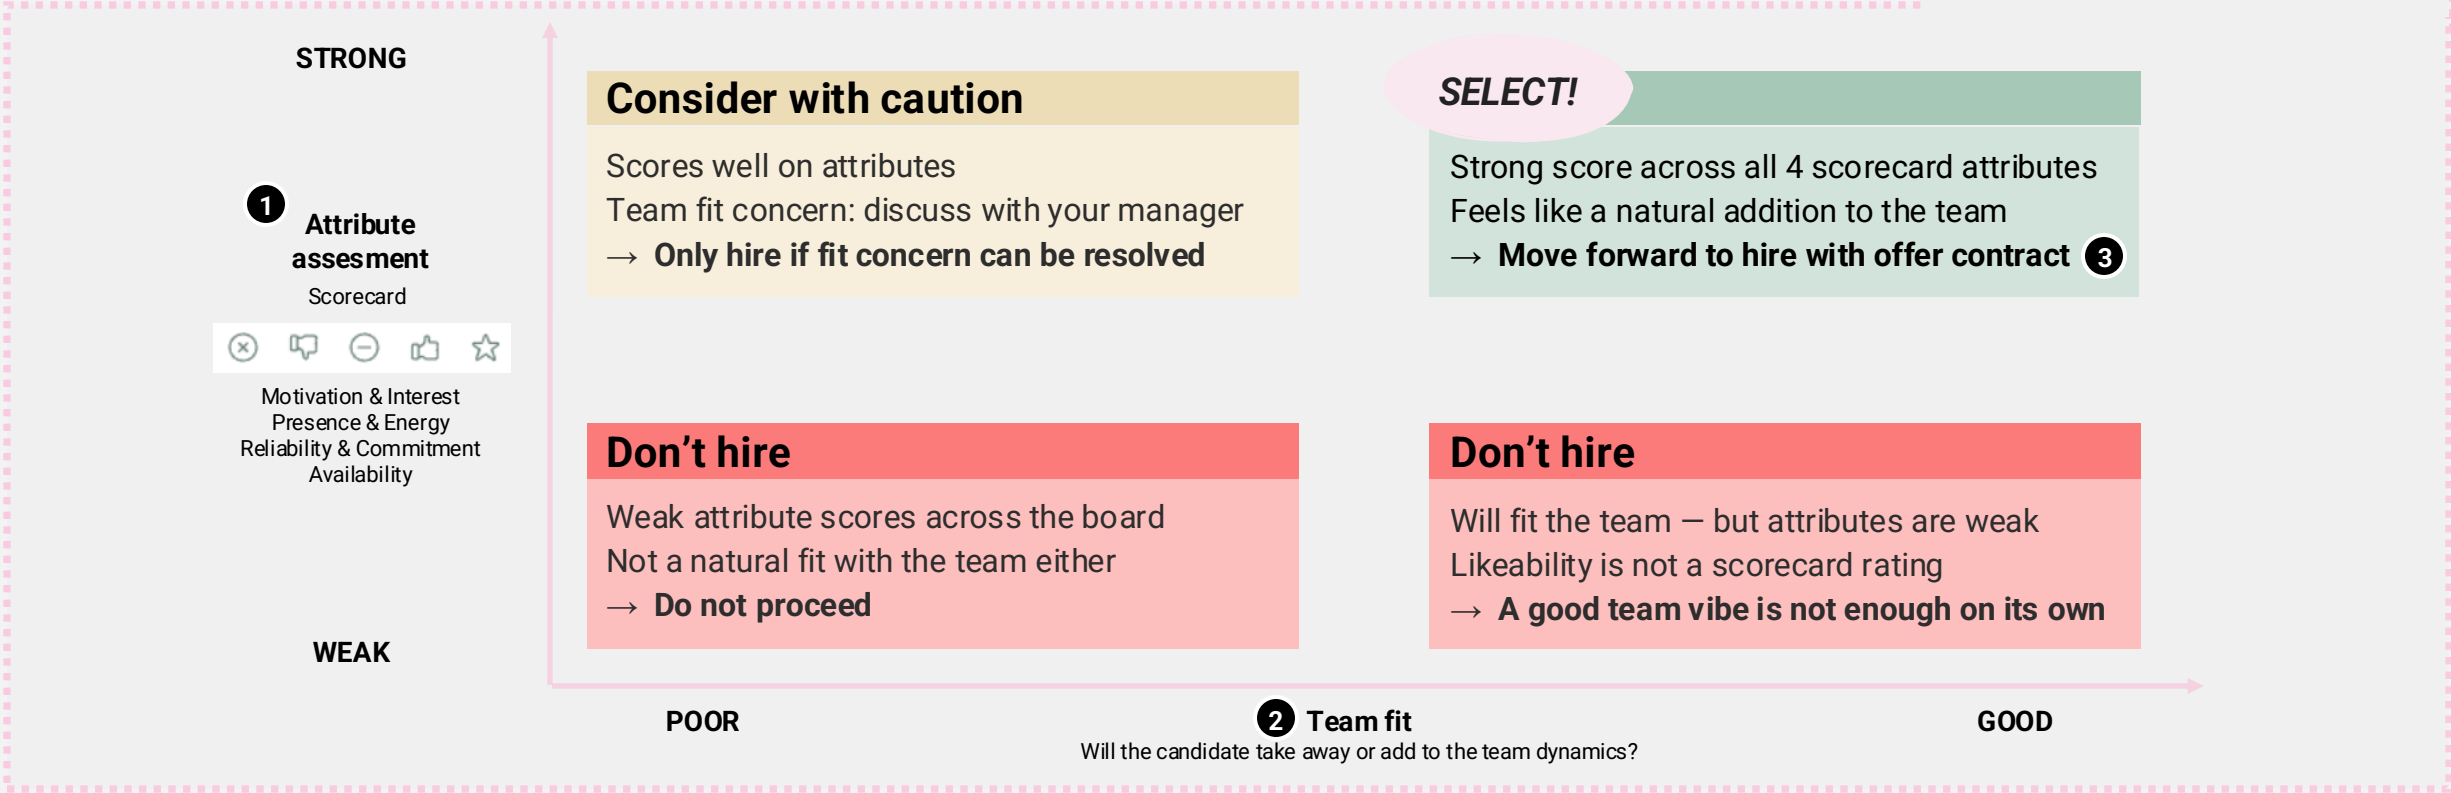 STRONG
1
Attribute
assesment
Scorecard
Motivation & Interest
Presence & Energy
Reliability & Commitment
Availability
WEAK
Consider with caution
Scores well on attributes
Team fit concern: discuss with your manager
→ Only hire if fit concern can be resolved
SELECT!
Strong score across all 4 scorecard attributes
Feels like a natural addition to the team
→ Move forward to hire with offer contract 3
Don’t hire
Weak attribute scores across the board
Not a natural fit with the team either
→ Do not proceed
Don’t hire
Will fit the team — but attributes are weak
Likeability is not a scorecard rating
→ A good team vibe is not enough on its own
POOR
2 Team fit
Will the candidate take away or add to the team dynamics?
GOOD